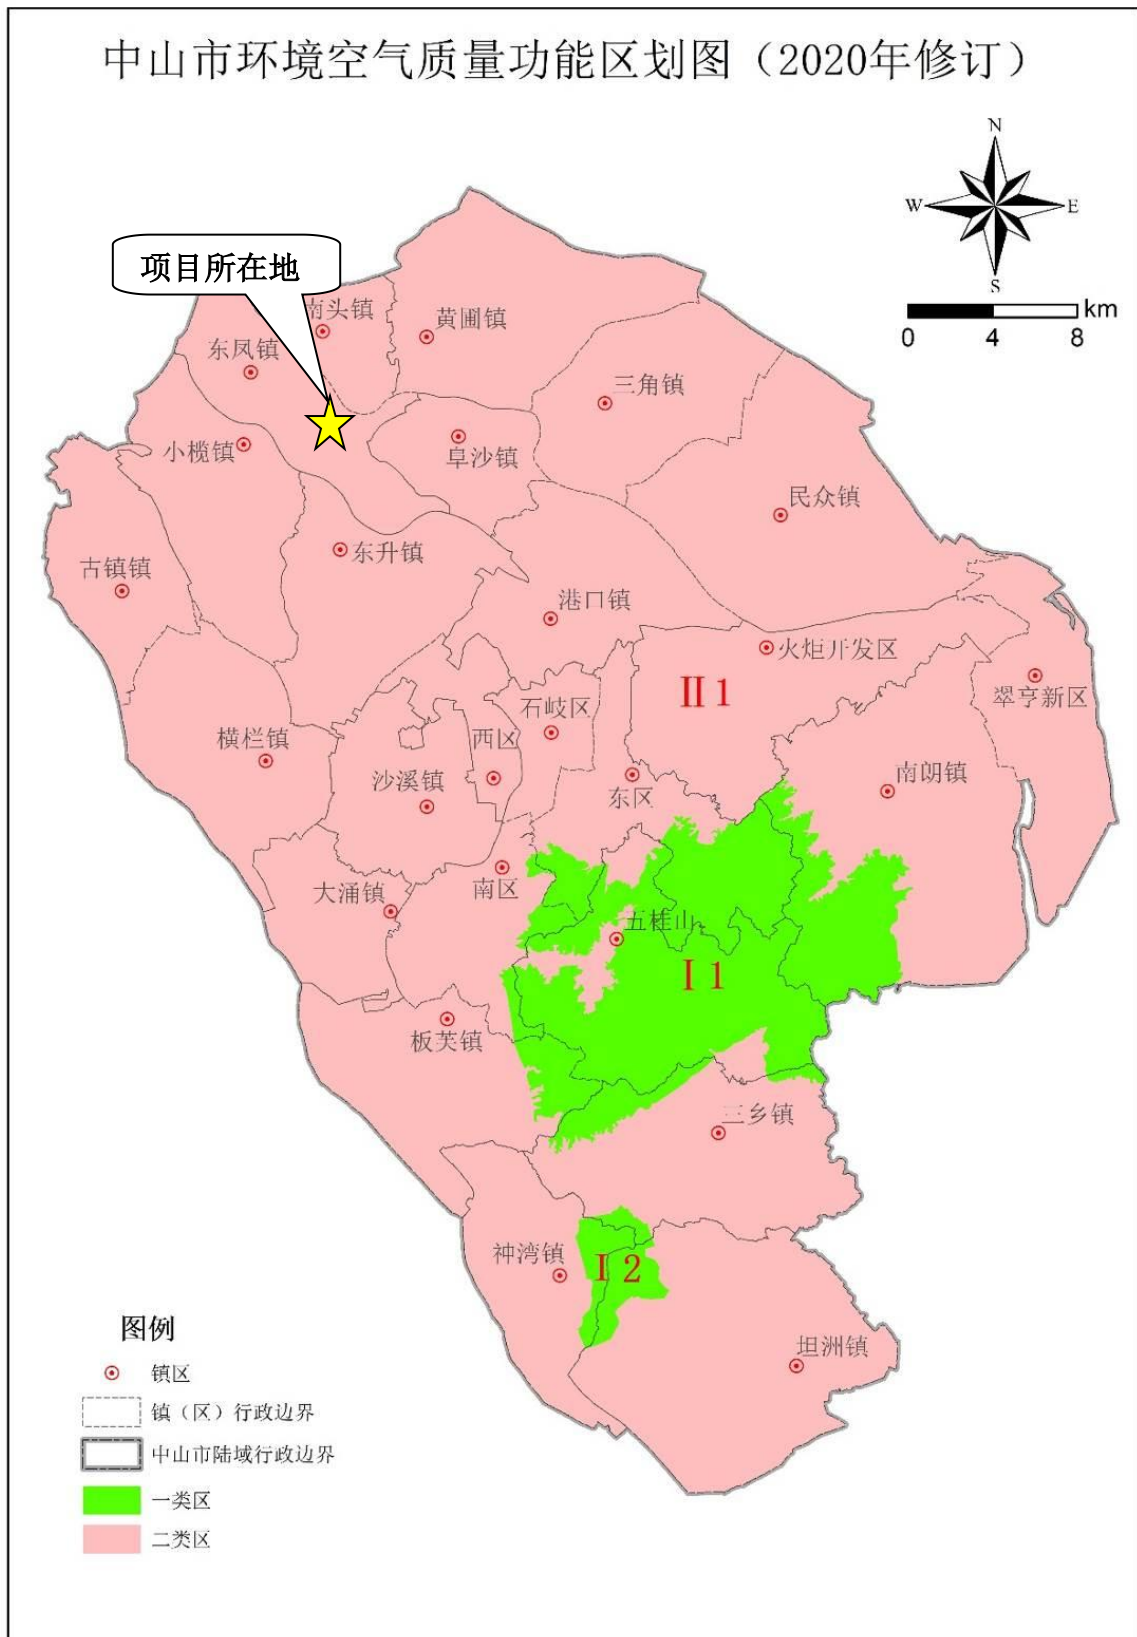 中山市环境空气质量功能区划图（2020年修订）
N
W
E
S
km
0 4 8
项目所在地
南头镇
黄圃镇
东凤镇
三角镇
小榄镇
阜沙镇
民众镇
东升镇
古镇镇
港口镇
火炬开发区
翠亨新区
II 1
石岐区
横栏镇
西区
沙溪镇
东区
南朗镇
南区
大涌镇
五桂山
I 1
板芙镇
三乡镇
神湾镇
I 2
坦洲镇
图例
镇区
镇（区）行政边界
中山市陆域行政边界
一类区
二类区